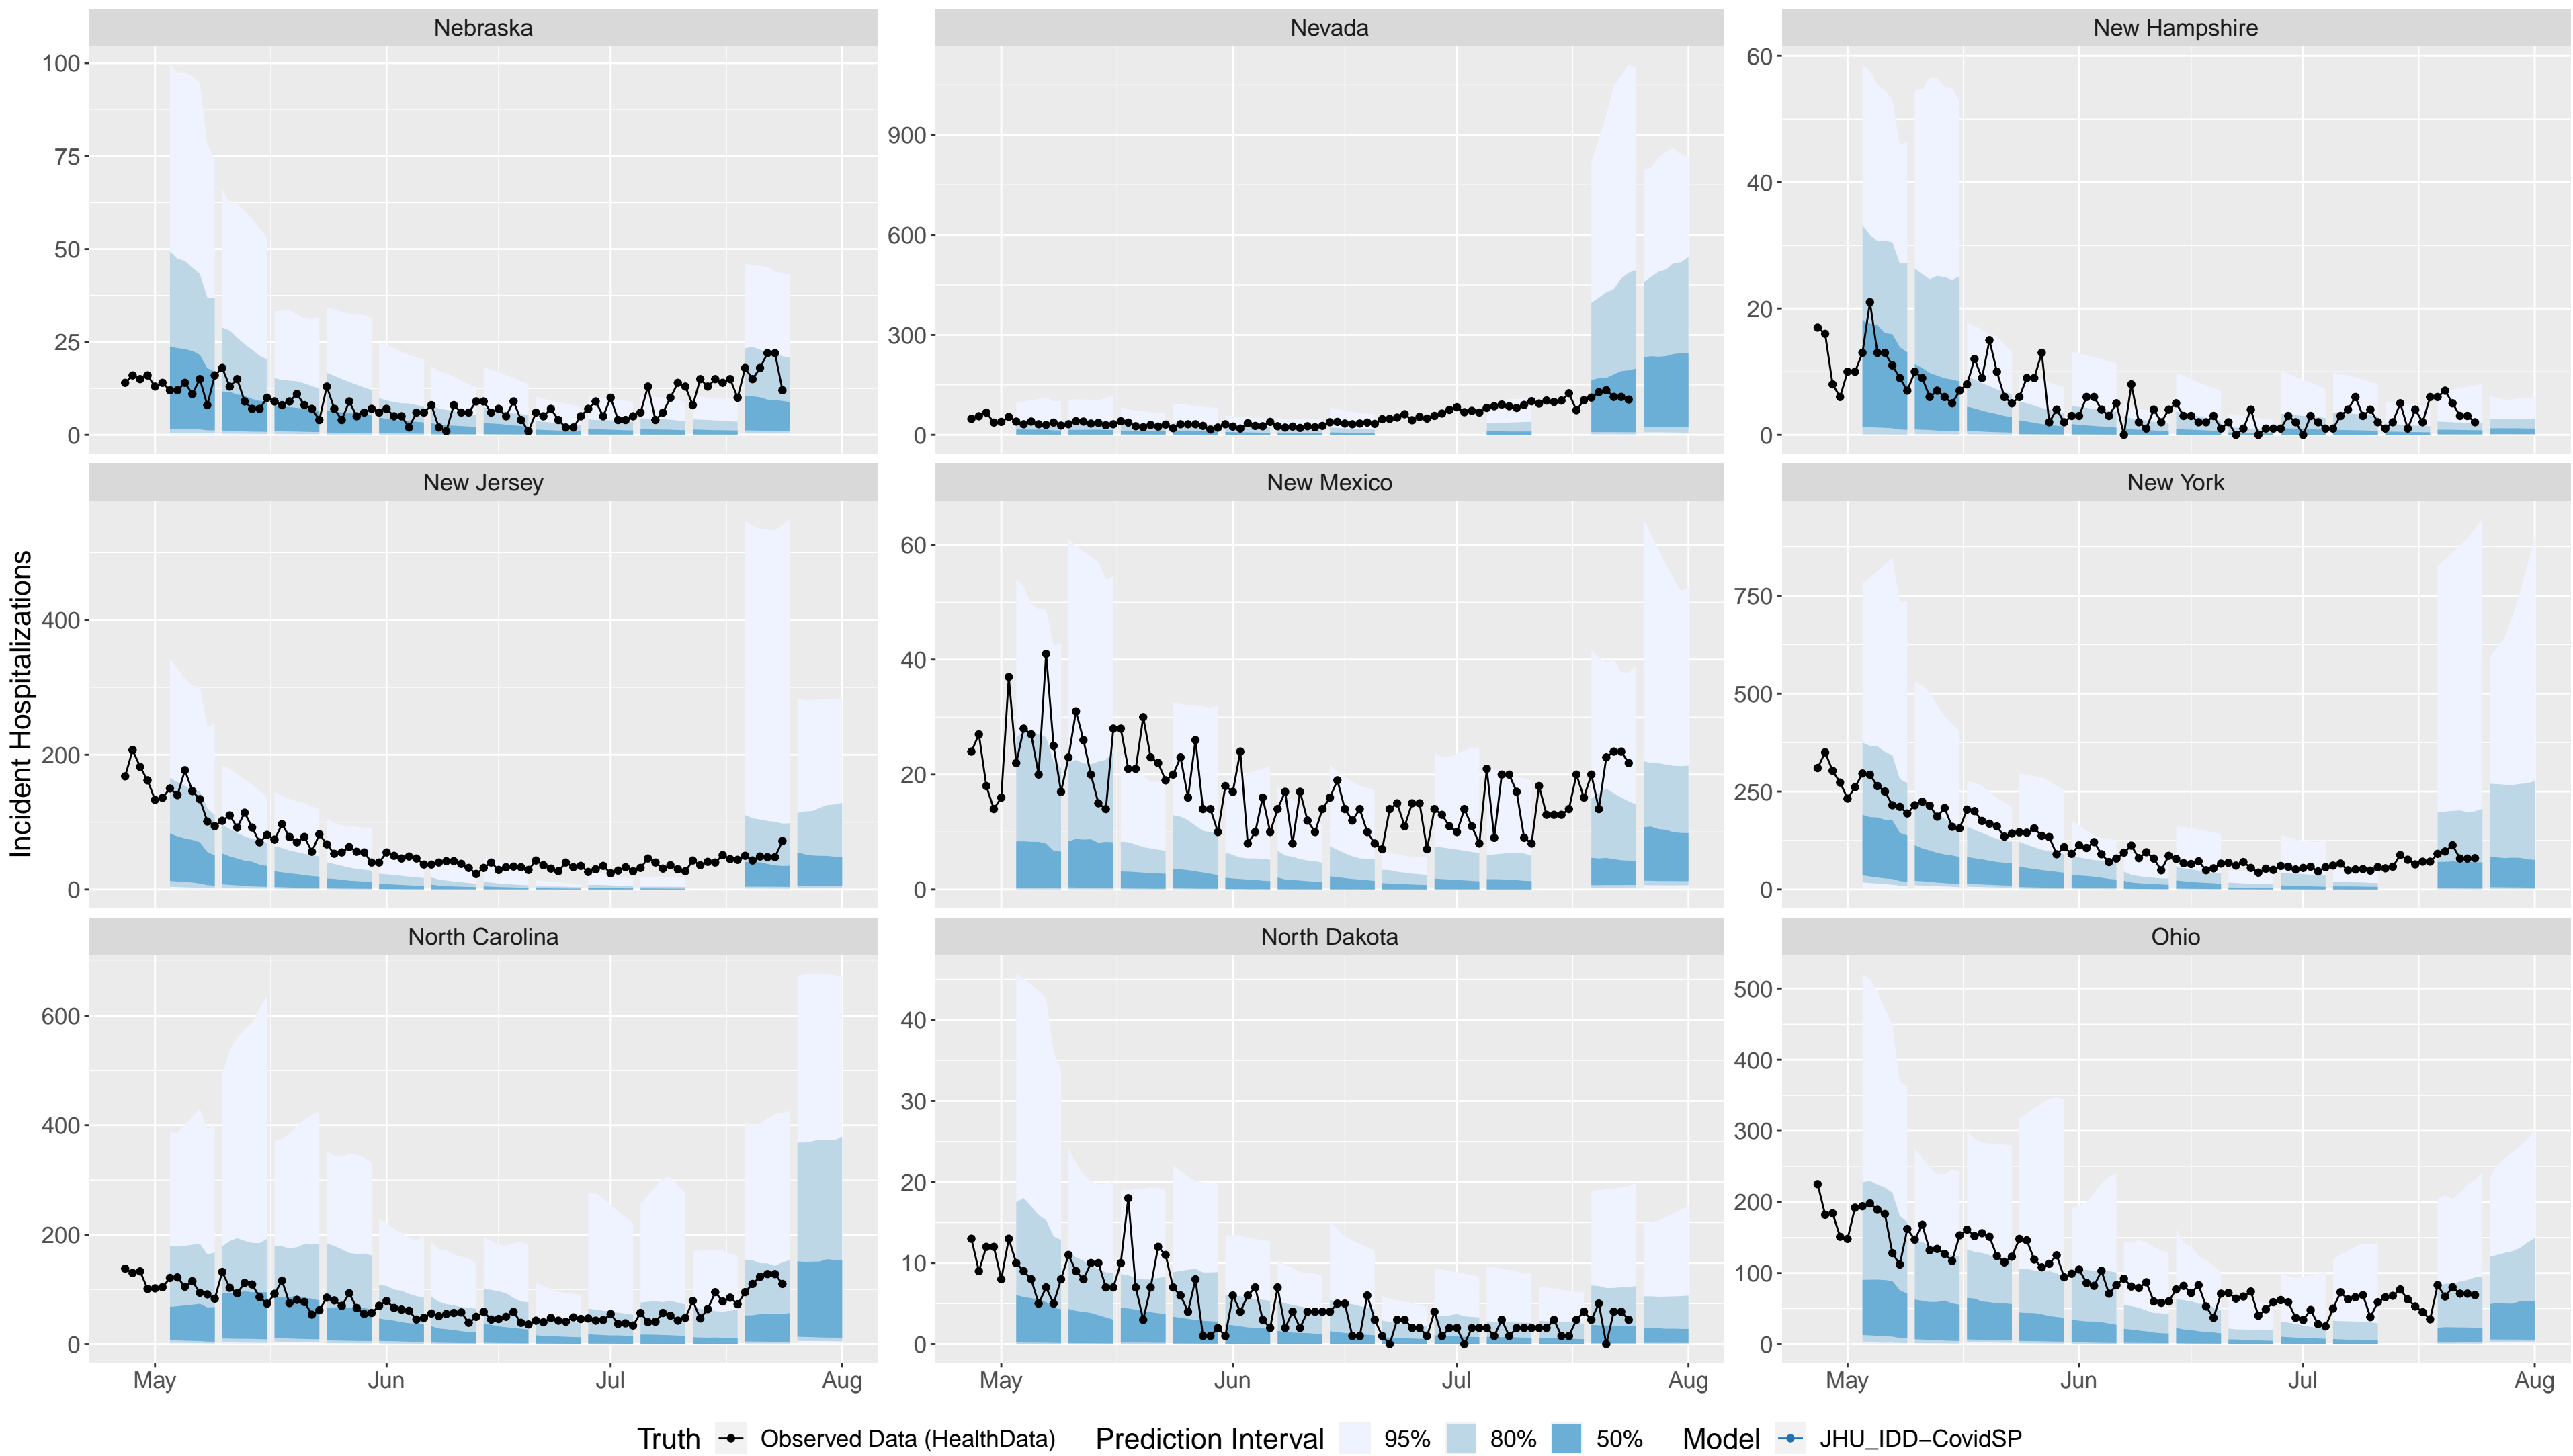 Nebraska
Nevada
New Hampshire
100
75
50
25
0
900
600
300
0
60
40
20
0
New Jersey
New Mexico
New York
Incident Hospitalizations
400
200
0
60
40
20
0
750
500
250
0
North Carolina
North Dakota
Ohio
600
400
200
0
40
30
20
10
0
500
400
300
200
100
0
May Jun Jul Aug
May Jun Jul Aug
May Jun Jul Aug
Truth Observed Data (HealthData) Prediction Interval 95% 80% 50% Model JHU_IDD−CovidSP